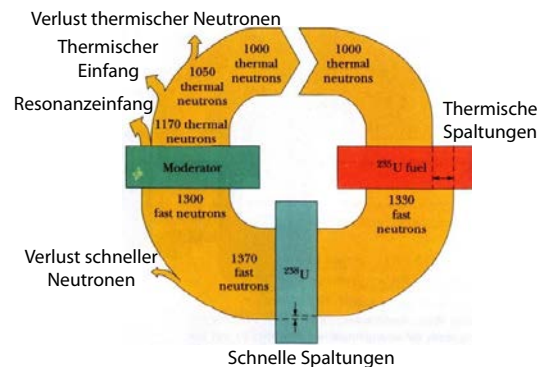 Verlust thermischer Neutronen
Thermischer
Einfang
Resonanzeinfang
1000
thermal
neutrons
1000
thermal
neutrons
1050
thermal
neutrons
1170 thermal
neutrons
Thermische
Spaltungen
Moderator
235U fuel
1300
fast neutrons
1330
fast
neutrons
Verlust schneller
Neutronen
1370
fast
neutrons
238U
Schnelle Spaltungen